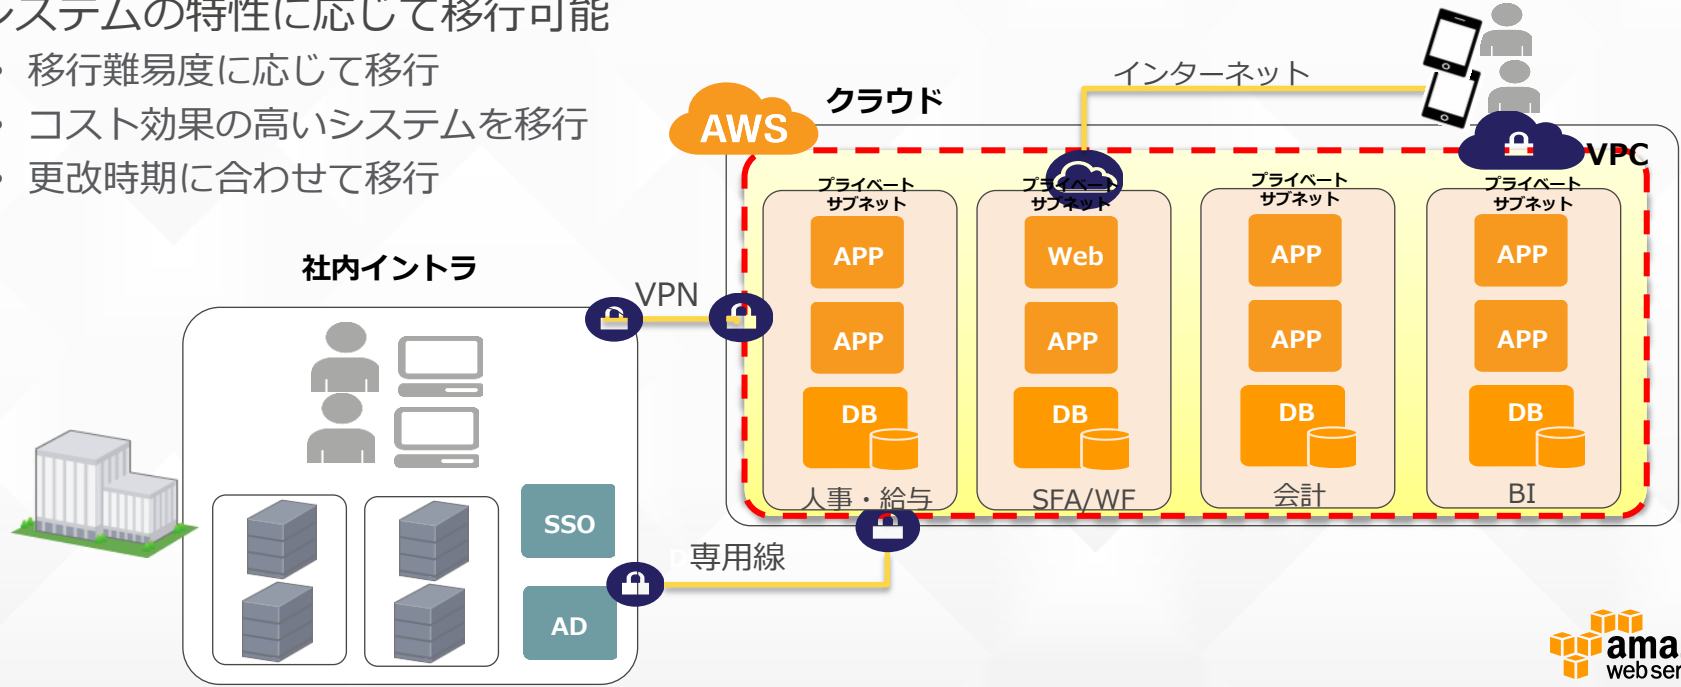 システムの特性に応じて移行可能
• 移行難易度に応じて移行
• コスト効果の高いシステムを移行
• 更改時期に合わせて移行
インターネット
クラウド
AWS
VPC
プライベート
サブネット
APP
APP
DB
人事・給与
プライベート
サブネット
Web
APP
DB
SFA/WF
プライベート
サブネット
APP
APP
DB
会計
プライベート
サブネット
APP
APP
DB
BI
社内イントラ
VPN
SSO
AD
D専用線
ama
web ser